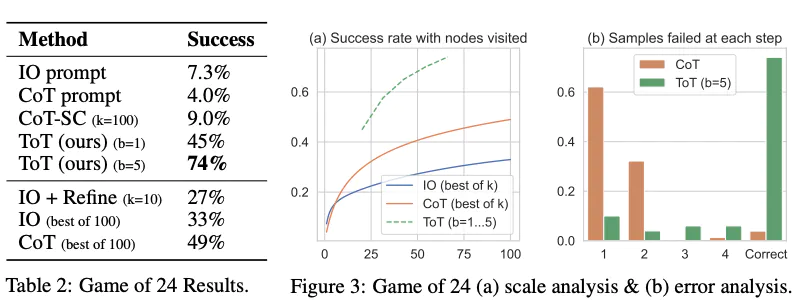 Method Success
IO prompt 7.3%
CoT prompt 4.0%
CoT-SC (k=100) 9.0%
ToT (ours) (b=1) 45%
ToT (ours) (b=5) 74%
IO + Refine (k=10) 27%
IO (best of 100) 33%
CoT (best of 100) 49%
Table 2: Game of 24 Results.
(a) Success rate with nodes visited
0.6
0.4
0.2
IO (best of k)
CoT (best of k)
ToT (b=1...5)
0 25 50 75 100
(b) Samples failed at each step
CoT
ToT (b=5)
0.6
0.4
0.2
0.0
1 2 3 4 Correct
Figure 3: Game of 24 (a) scale analysis & (b) error analysis.